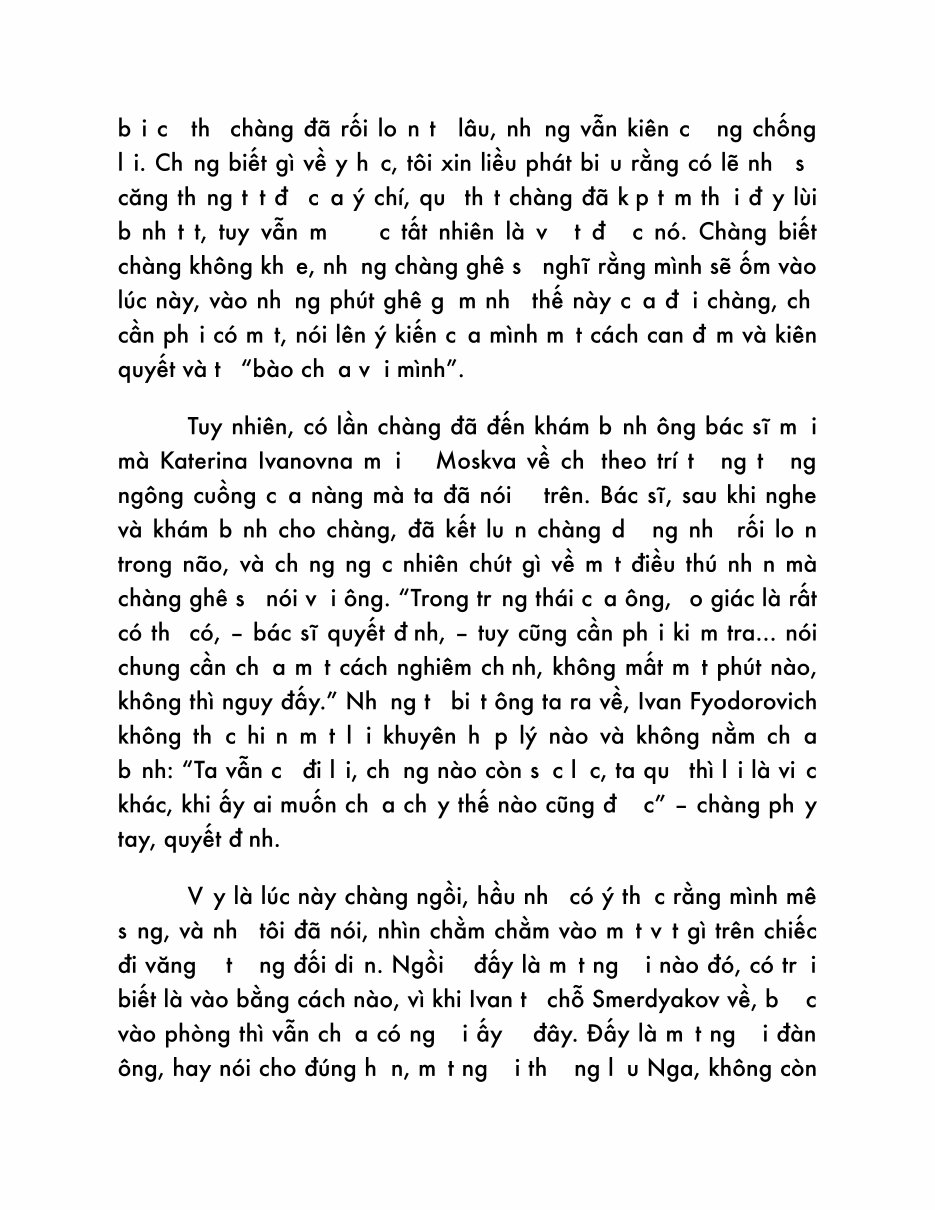 b i c th chàng đã rối lo n t lâu, nh ng vẫn kiên c ng chống
l i. Ch ng biết gì về y h c, tôi xin liều phát bi u rằng có lẽ nh s
căng th ng t t đ c a ý chí, qu th t chàng đã k p t m th i đ y lùi
b nh t t, tuy vẫn m c tất nhiên là v t đ c nó. Chàng biết
chàng không kh e, nh ng chàng ghê s nghĩ rằng mình sẽ ốm vào
lúc này, vào nh ng phút ghê g m nh thế này c a đ i chàng, ch
cần ph i có m t, nói lên ý kiến c a mình m t cách can đ m và kiên
quyết và t “bào ch a v i mình”.
Tuy nhiên, có lần chàng đã đến khám b nh ông bác sĩ m i
mà Katerina Ivanovna m i Moskva về ch theo trí t ng t ng
ngông cuồng c a nàng mà ta đã nói trên. Bác sĩ, sau khi nghe
và khám b nh cho chàng, đã kết lu n chàng d ng nh rối lo n
trong não, và ch ng ng c nhiên chút gì về m t điều thú nh n mà
chàng ghê s nói v i ông. “Trong tr ng thái c a ông, o giác là rất
có th có, – bác sĩ quyết đ nh, – tuy cũng cần ph i ki m tra... nói
chung cần ch a m t cách nghiêm ch nh, không mất m t phút nào,
không thì nguy đấy.” Nh ng t bi t ông ta ra về, Ivan Fyodorovich
không th c hi n m t l i khuyên h p lý nào và không nằm ch a
b nh: “Ta vẫn c đi l i, ch ng nào còn s c l c, ta qu thì l i là vi c
khác, khi ấy ai muốn ch a ch y thế nào cũng đ c” – chàng ph y
tay, quyết đ nh.
V y là lúc này chàng ngồi, hầu nh có ý th c rằng mình mê
s ng, và nh tôi đã nói, nhìn chằm chằm vào m t v t gì trên chiếc
đi văng t ng đối di n. Ngồi đấy là m t ng i nào đó, có tr i
biết là vào bằng cách nào, vì khi Ivan t chỗ Smerdyakov về, b c
vào phòng thì vẫn ch a có ng i ấy đây. Đấy là m t ng i đàn
ông, hay nói cho đúng h n, m t ng i th ng l u Nga, không còn